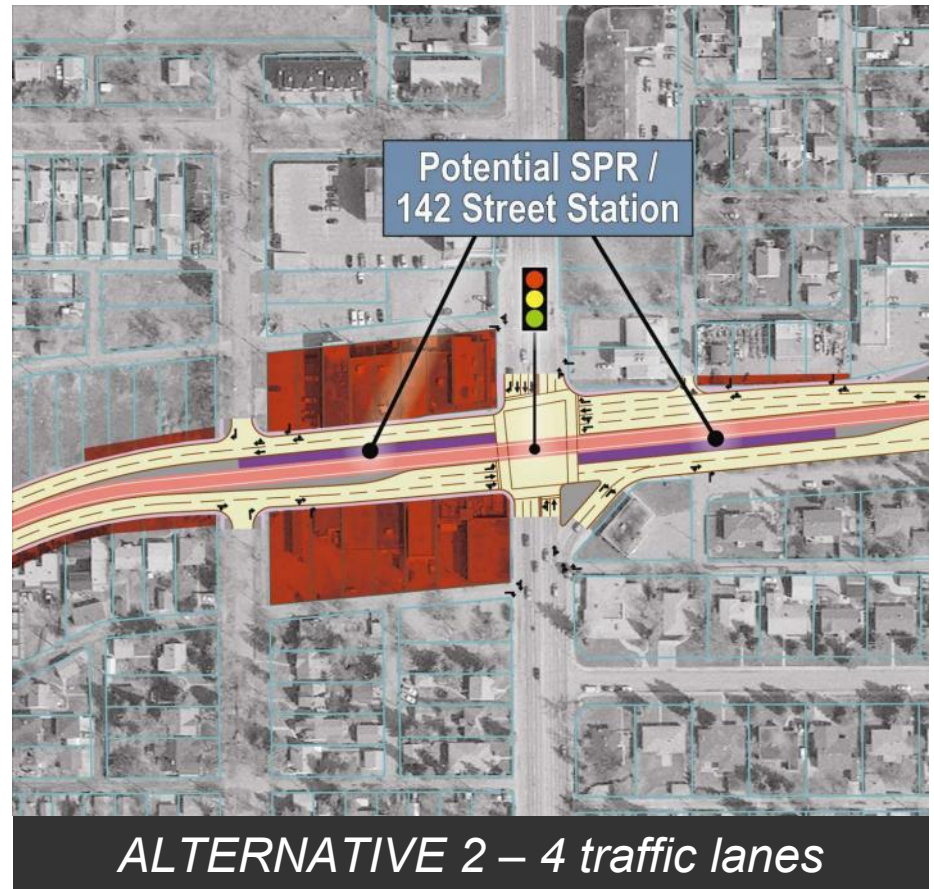 Potential SPR /
142 Street Station
ALTERNATIVE 2 – 4 traffic lanes